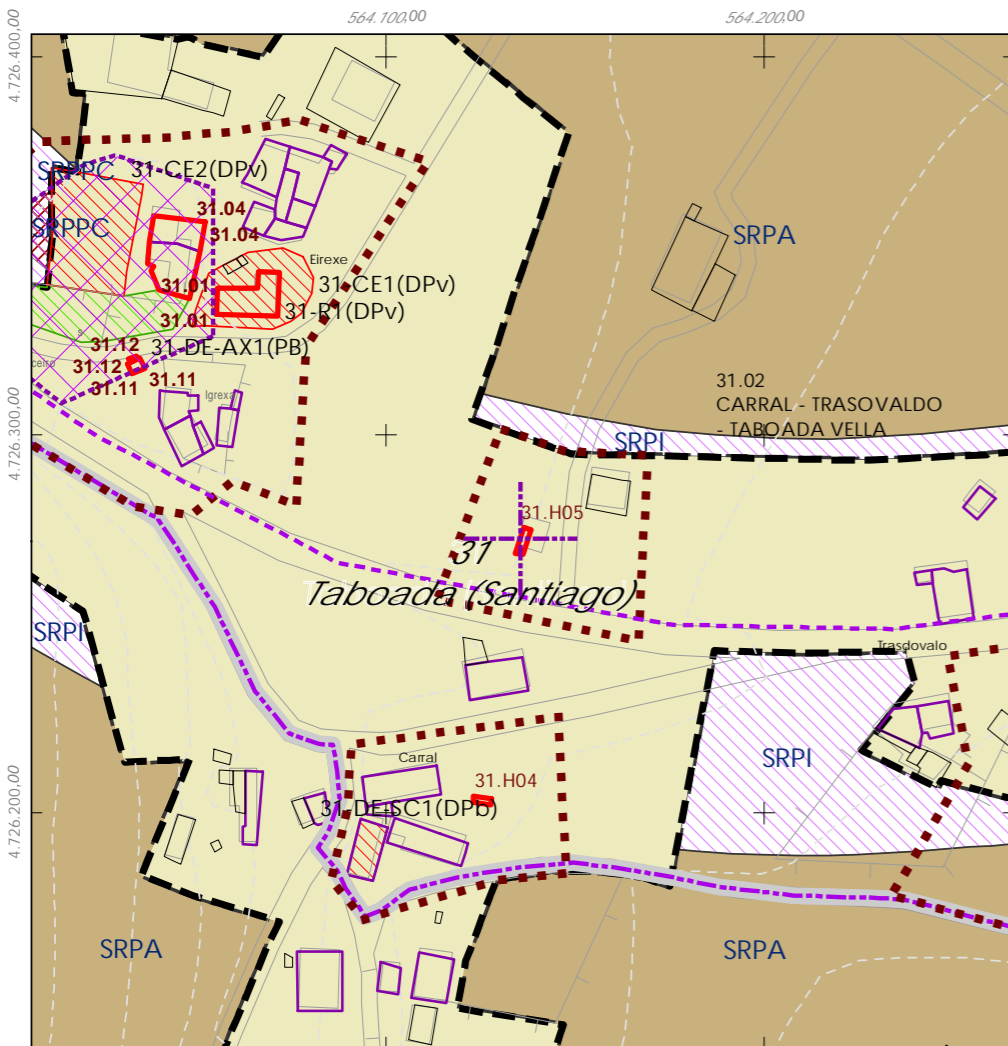 564.100,00
564.200,00
4.726.400,00
4.726.300,00
4.726.200,00
SRPPC
31-CE2(DPv)
SRPPC
31.04
31.04
SRPA
Eirexe
31.01
31-CE1(DPv)
31-R1(DPv)
31.01
s
31.12
31-DE-AX1(PB)
31.12
31.11
31.11
Igrexa
31.02
CARRAL - TRASOVALDO
- TABOADA VELLA
SRPI
31.H05
31
Taboada (Santiago)
SRPI
Trasdovalo
Carral
SRPI
31.H04
31-DE-SC1(DPb)
SRPA
SRPA